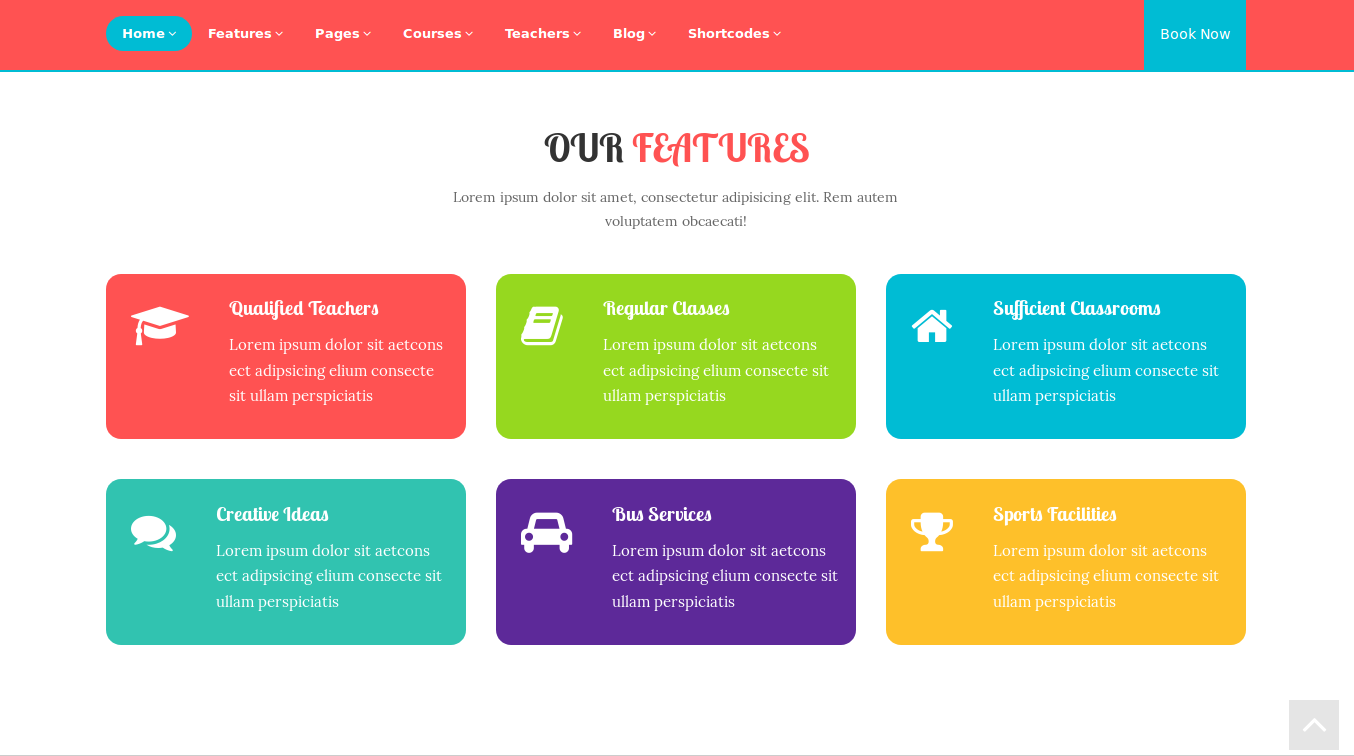 Home Features Pages Courses Teachers Blog Shortcodes Book Now
OUR FEATURES
Lorem ipsum dolor sit amet, consectetur adipisicing elit. Rem autem
voluptatem obcaecati!
Qualified Teachers
Lorem ipsum dolor sit aetcons
ect adipsicing elium consecte
sit ullam perspiciatis
Regular Classes
Lorem ipsum dolor sit aetcons
ect adipsicing elium consecte sit
ullam perspiciatis
Sufficient Classrooms
Lorem ipsum dolor sit aetcons
ect adipsicing elium consecte sit
ullam perspiciatis
Creative Ideas
Lorem ipsum dolor sit aetcons
ect adipsicing elium consecte sit
ullam perspiciatis
Bus Services
Lorem ipsum dolor sit aetcons
ect adipsicing elium consecte sit
ullam perspiciatis
Sports Facilities
Lorem ipsum dolor sit aetcons
ect adipsicing elium consecte sit
ullam perspiciatis